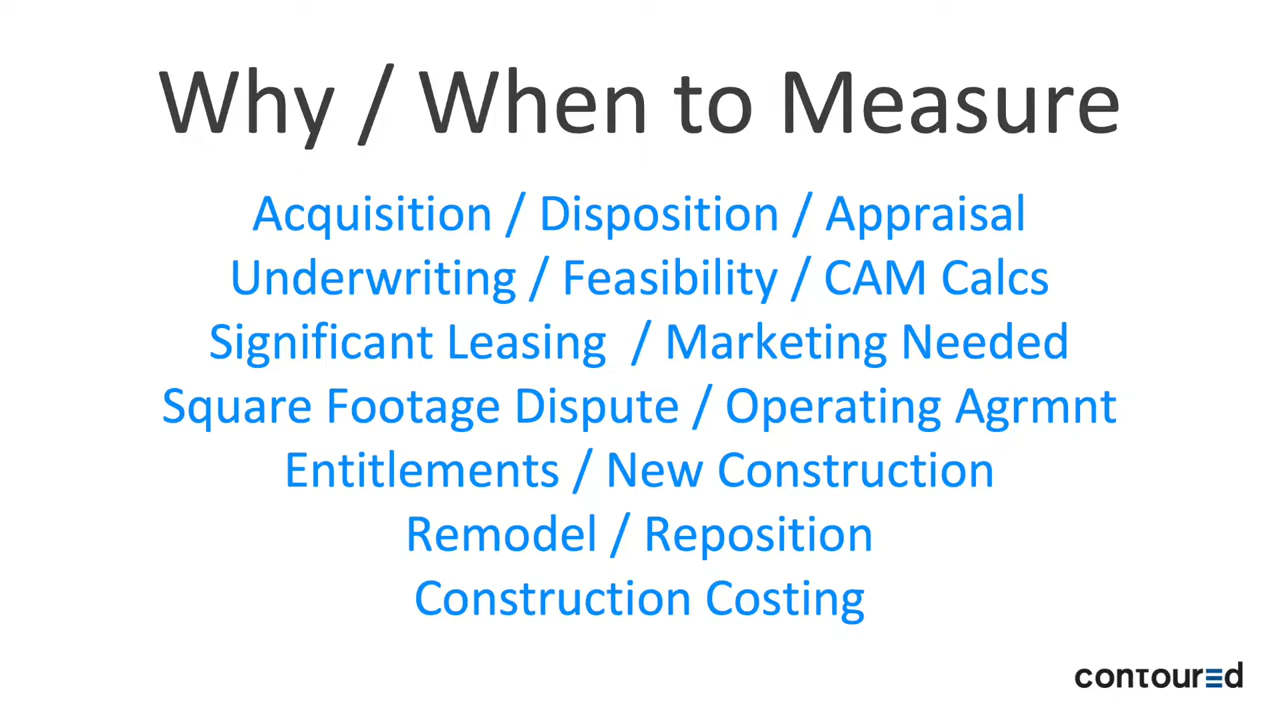 Why / When to Measure
Acquisition / Disposition / Appraisal
Underwriting / Feasibility / CAM Calcs
Significant Leasing / Marketing Needed
Square Footage Dispute / Operating Agrmnt
Entitlements / New Construction
Remodel / Reposition
Construction Costing
contoured